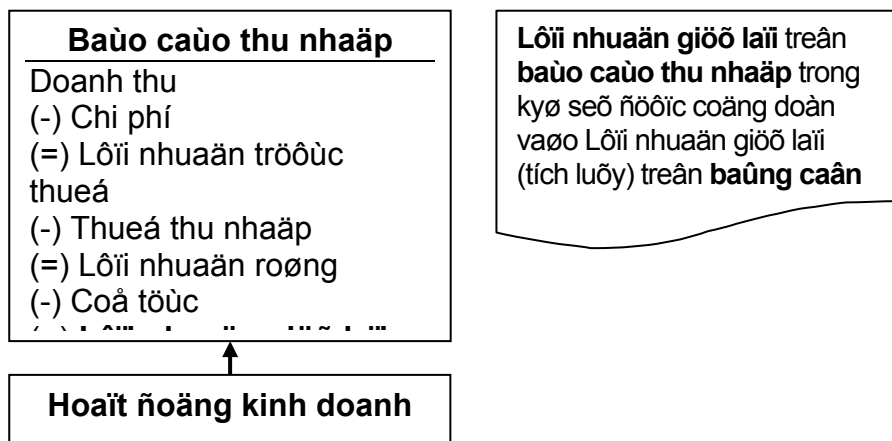 Baùo caùo thu nhaäp
Doanh thu
(-) Chi phí
(=) Lôïi nhuaän tröôùc
thueá
(-) Thueá thu nhaäp
(=) Lôïi nhuaän roøng
(-) Coå töùc
Hoaït ñoäng kinh doanh
Lôïi nhuaän giöõ laïi treân
baùo caùo thu nhaäp trong
kyø seõ ñöôïc coäng doàn
vaøo Lôïi nhuaän giöõ laïi
(tích luõy) treân baûng caân